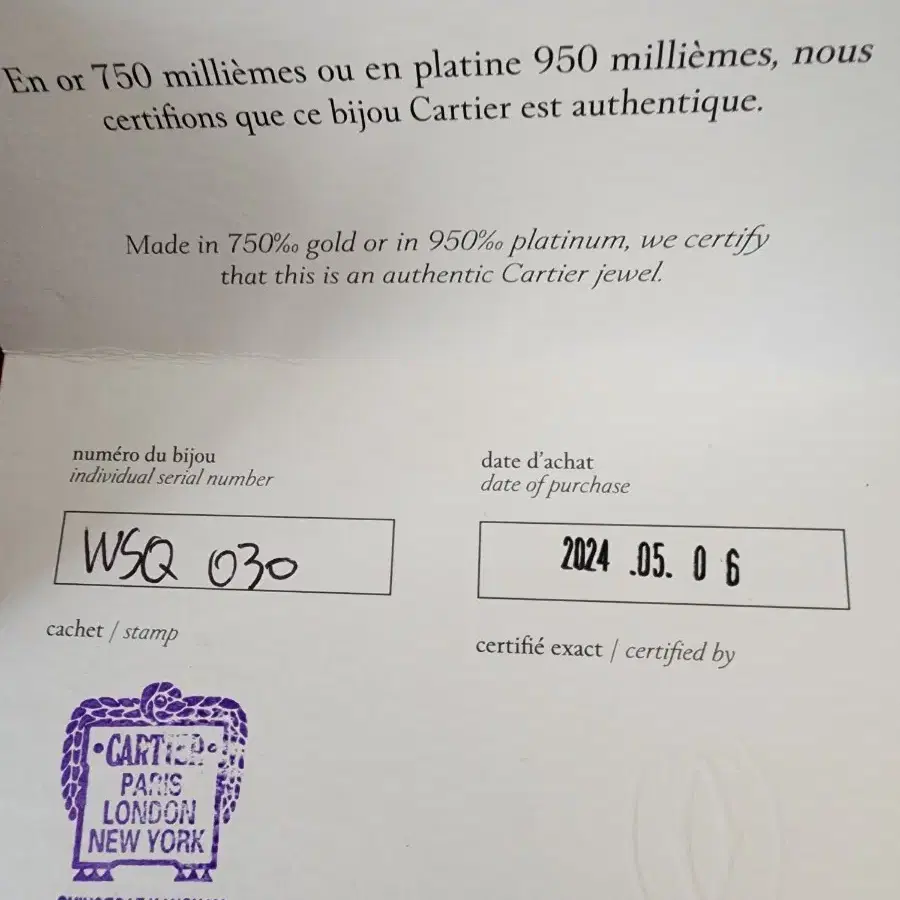 En or 750 millièmes ou en platine 950 millièmes, nous
certifions que ce bijou Cartier est authentique.
Made in 750‰ gold or in 950‰ platinum, we certify
that this is an authentic Cartier jewel.
numéro du bijou
individual serial number
WSQ 030
date d'achat
date of purchase
2024 .05. 0 6
cachet / stamp
certifié exact / certified by
•CARTIER•
PARIS
LONDON
NEW YORK